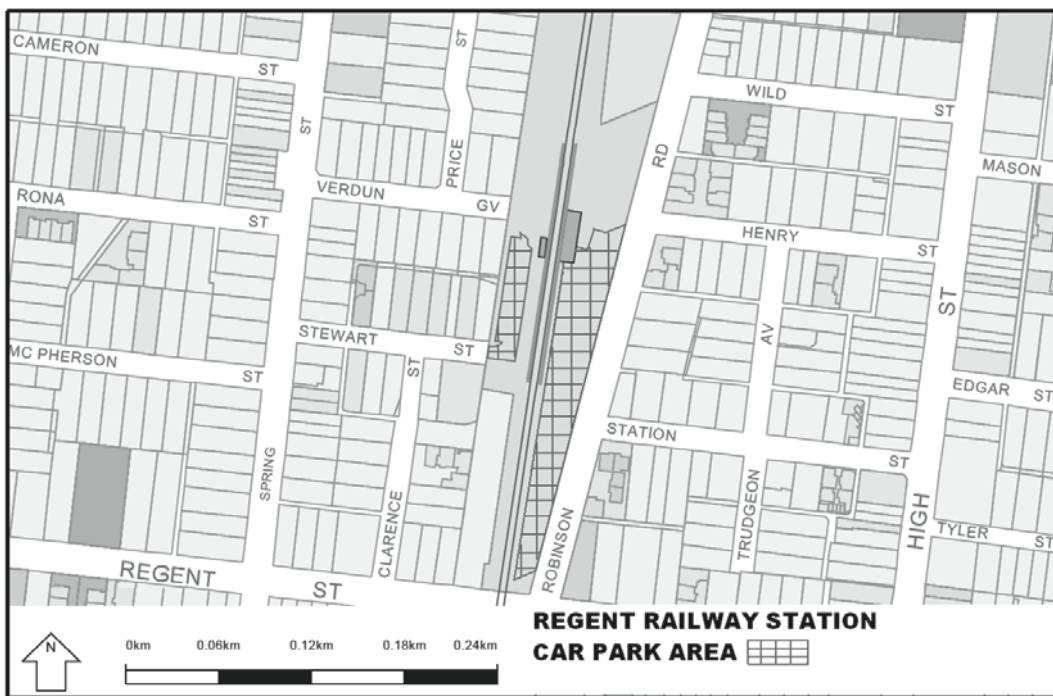 CAMERON
ST
ST
ST
WILD
ST
RD
MASON
PRICE
VERDUN
GV
RONA
ST
HENRY
ST
ST
STEWART
ST
ST
AV
MC PHERSON
ST
EDGAR
ST
STATION
ST
SPRING
CLARENCE
ROBINSON
TRUDGEON
HIGH
TYLER
ST
REGENT
ST
REGENT RAILWAY STATION
CAR PARK AREA
N
0km 0.06km 0.12km 0.18km 0.24km